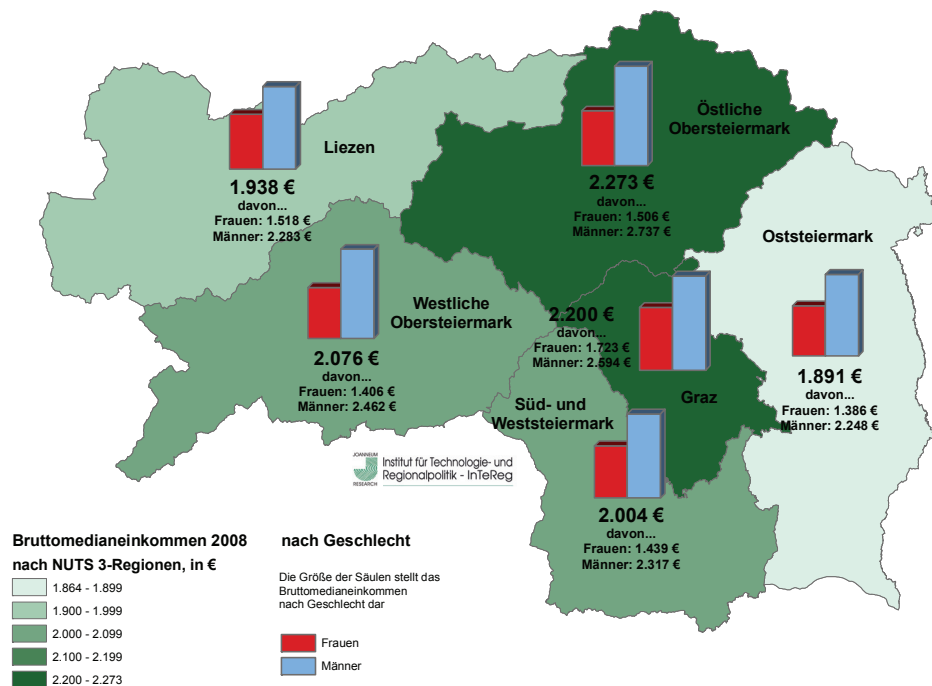 Östliche
Obersteiermark
Liezen
1.938 €
davon...
Frauen: 1.518 €
Männer: 2.283 €
2.273 €
davon...
Frauen: 1.506 €
Männer: 2.737 €
Oststeiermark
Westliche
Obersteiermark
2.076 €
davon...
Frauen: 1.406 €
Männer: 2.462 €
2.200 €
davon...
Frauen: 1.723 €
Männer: 2.594 €
Graz
1.891 €
davon...
Frauen: 1.386 €
Männer: 2.248 €
Süd- und
Weststeiermark
2.004 €
davon...
Frauen: 1.439 €
Männer: 2.317 €
JOANNEUM
RESEARCH
Institut für Technologie- und
Regionalpolitik - InTeReg
Bruttomedianeinkommen 2008
nach NUTS 3-Regionen, in €
1.864 - 1.899
1.900 - 1.999
2.000 - 2.099
2.100 - 2.199
2.200 - 2.273
nach Geschlecht
Die Größe der Säulen stellt das
Bruttomedianeinkommen
nach Geschlecht dar
Frauen
Männer